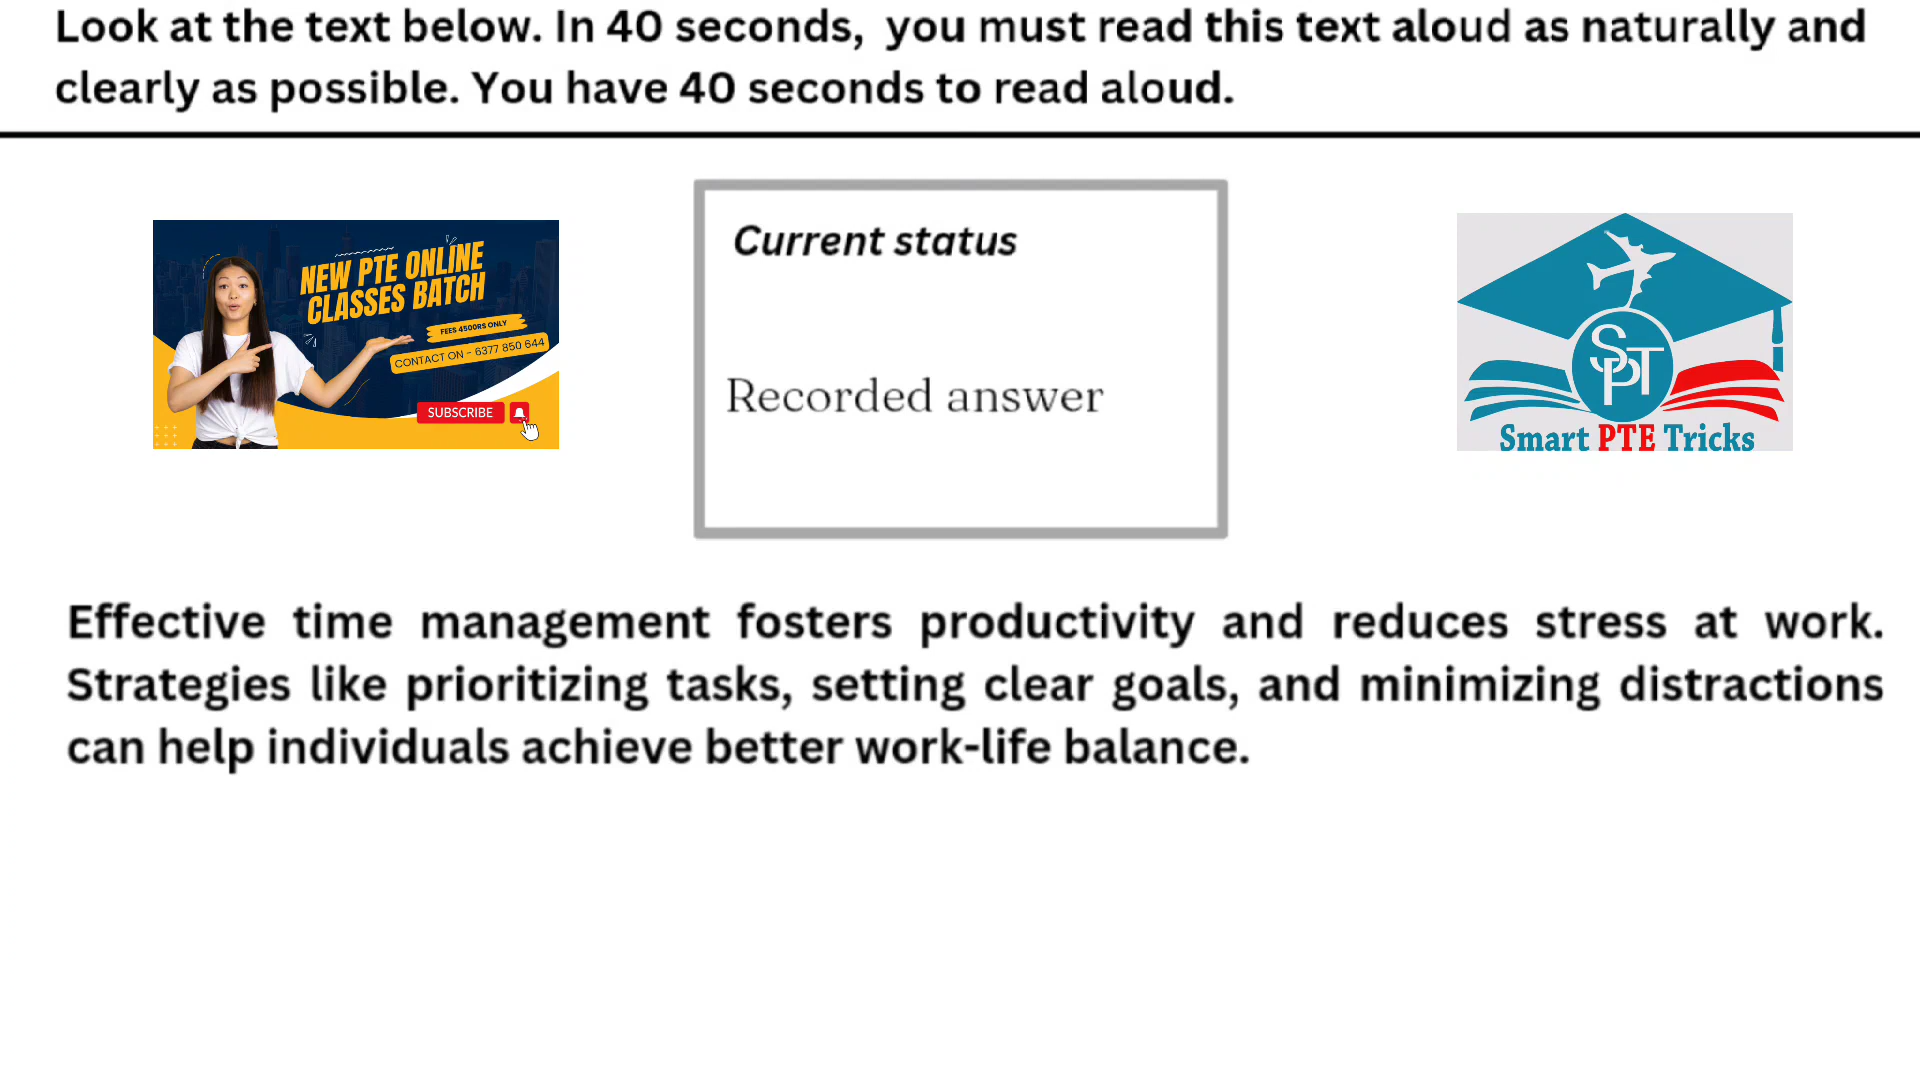 Look at the text below. In 40 seconds, you must read this text aloud as naturally and
clearly as possible. You have 40 seconds to read aloud.
NEW PTE ONLINE
CLASSES BATCH
FEES 4500RS ONLY
CONTACT ON - 6377 850 644
SUBSCRIBE
Current status
Recorded answer
SPT
Smart PTE Tricks
Effective time management fosters productivity and reduces stress at work.
Strategies like prioritizing tasks, setting clear goals, and minimizing distractions
can help individuals achieve better work-life balance.